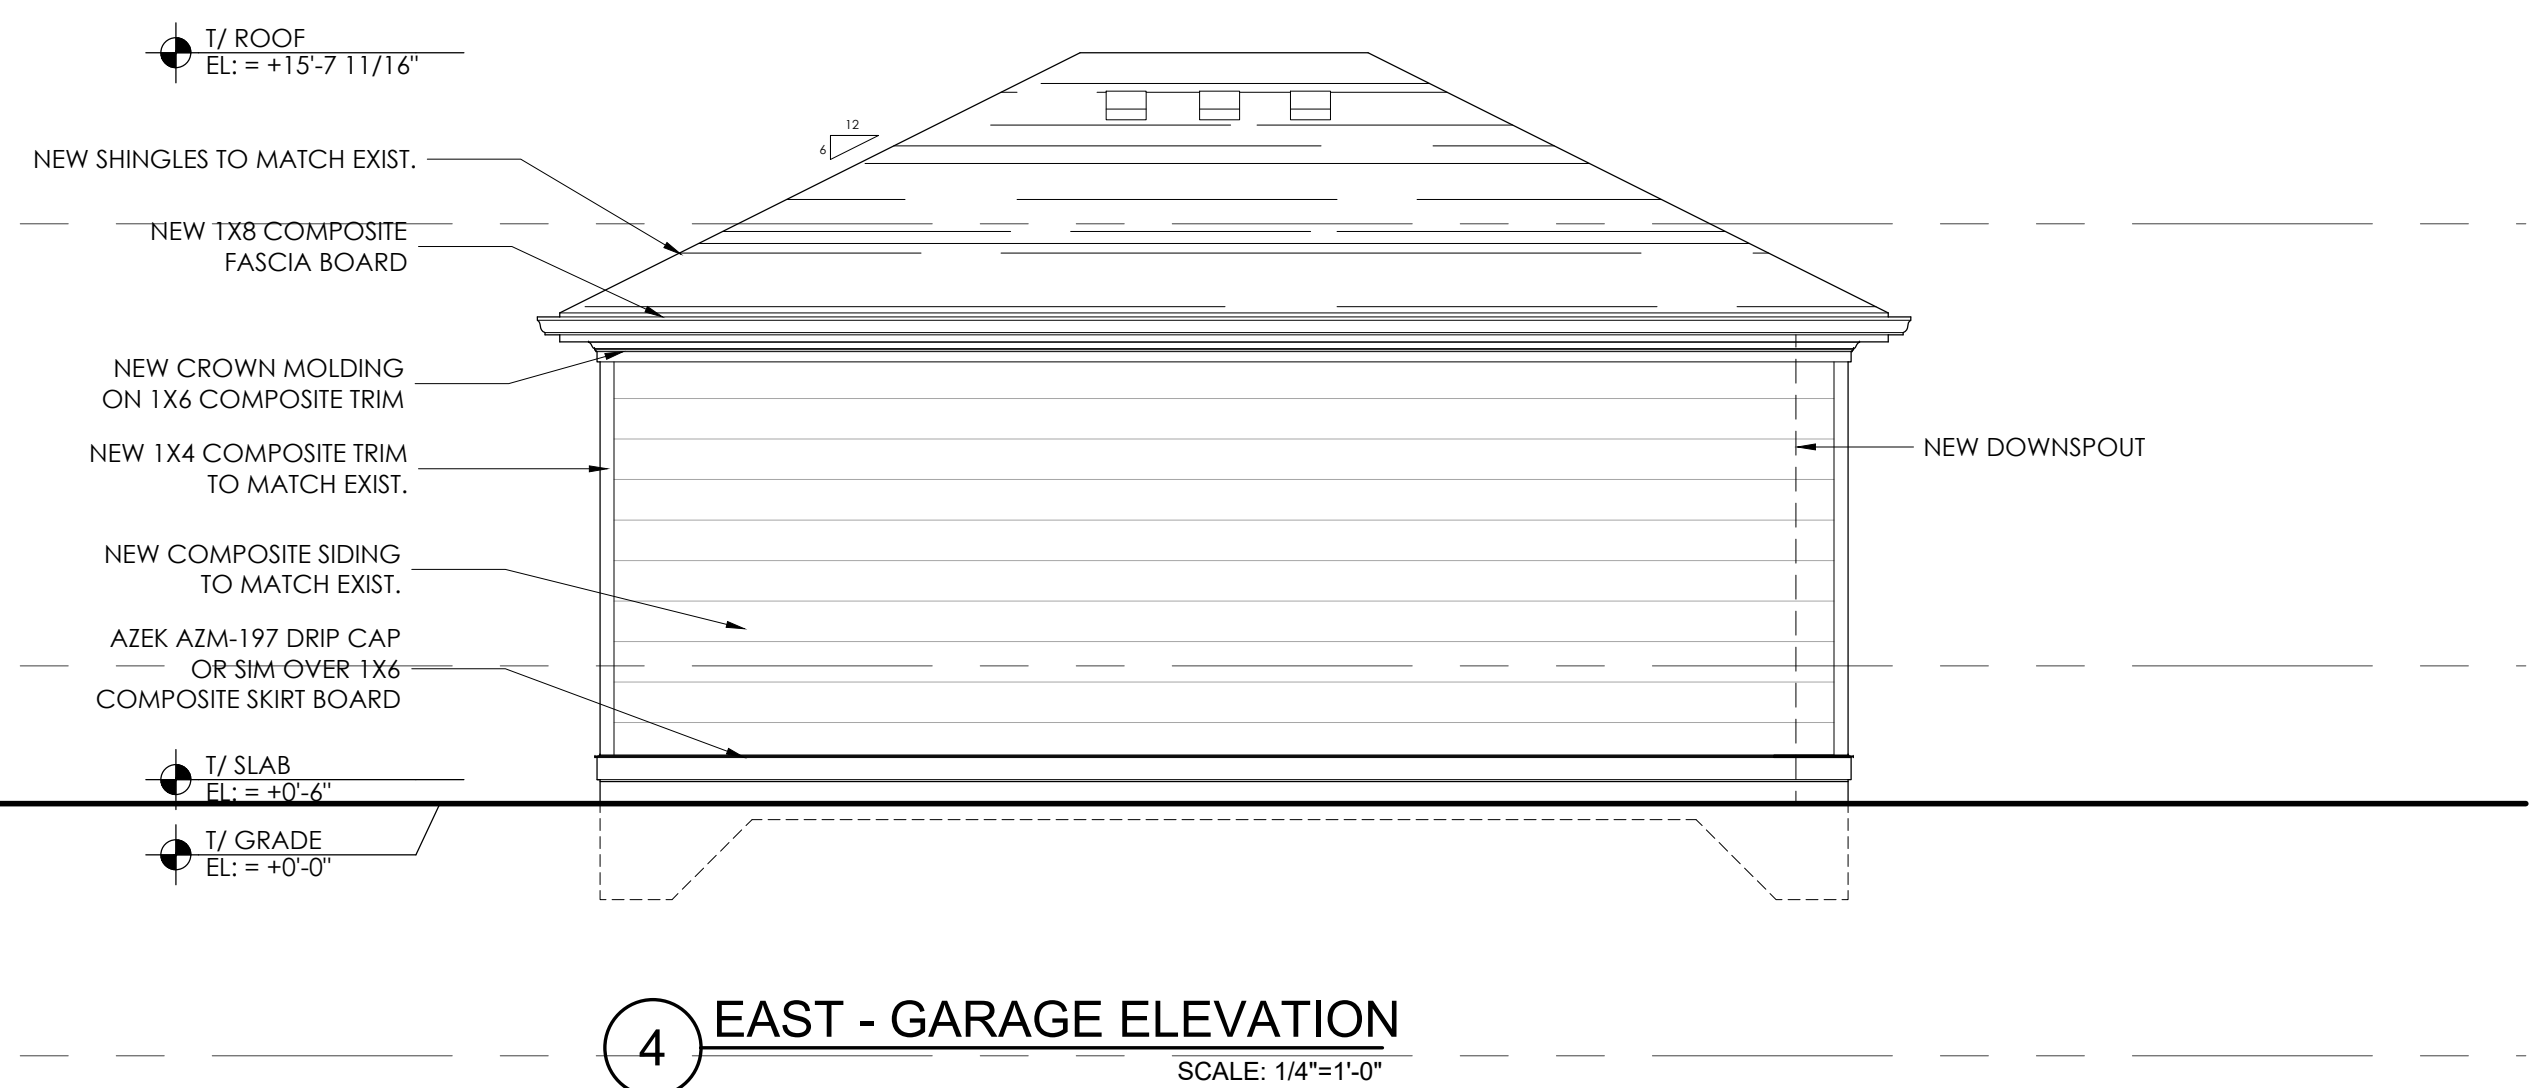 T/ ROOF
EL: = +15'-7 11/16"
12
6
NEW SHINGLES TO MATCH EXIST.
NEW 1X8 COMPOSITE
FASCIA BOARD
NEW CROWN MOLDING
ON 1X6 COMPOSITE TRIM
NEW 1X4 COMPOSITE TRIM
TO MATCH EXIST.
NEW DOWNSPOUT
NEW COMPOSITE SIDING
TO MATCH EXIST.
AZEK AZM-197 DRIP CAP
OR SIM OVER 1X6
COMPOSITE SKIRT BOARD
T/ SLAB
EL: = +0'-6"
T/ GRADE
EL: = +0'-0"
4
EAST - GARAGE ELEVATION
SCALE: 1/4"=1'-0"